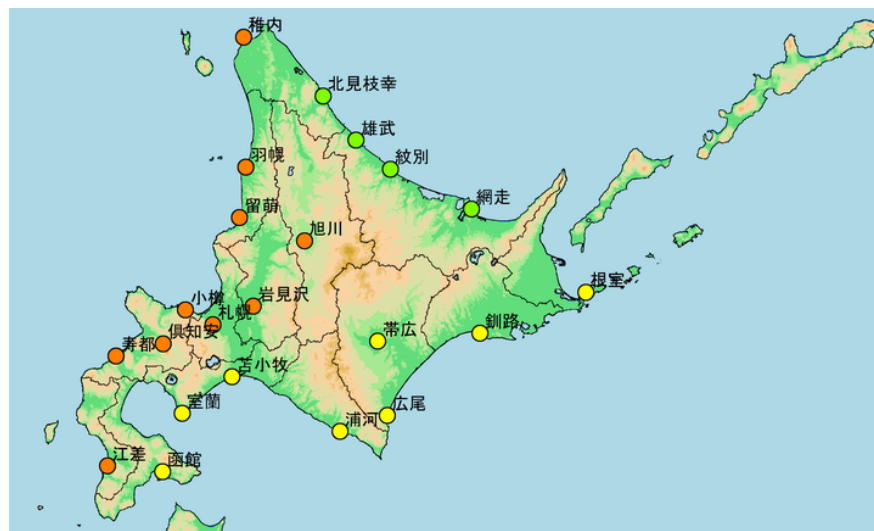 稚内
北見枝幸
雄武
紋別
羽幌
網走
留萌
旭川
根室
小樽
岩見沢
札幌
倶知安
寿都
帯広
釧路
苫小牧
室蘭
広尾
浦河
江差
函館